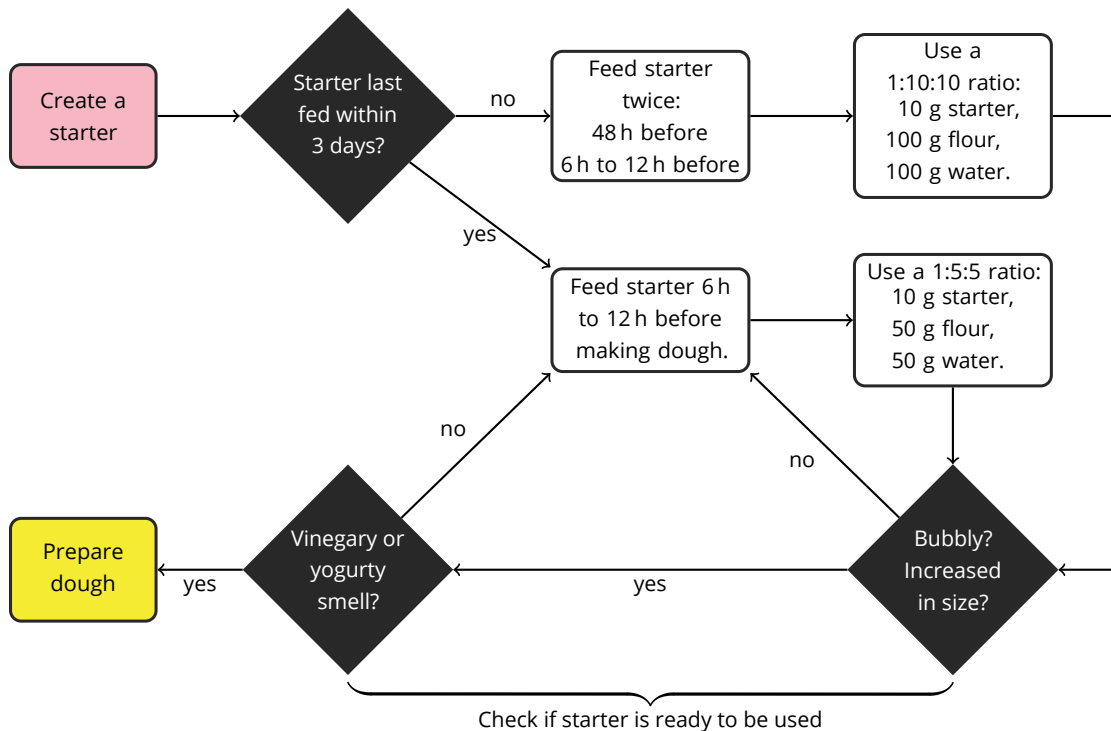 Create a
starter
Starter last
fed within
3 days?
no
yes
Feed starter
twice:
48 h before
6 h to 12 h before
Use a
1:10:10 ratio:
10 g starter,
100 g flour,
100 g water.
Feed starter 6 h
to 12 h before
making dough.
Use a 1:5:5 ratio:
10 g starter,
50 g flour,
50 g water.
Bubbly?
Increased
in size?
no
yes
Vinegary or
yogurty
smell?
no
yes
Prepare
dough
Check if starter is ready to be used